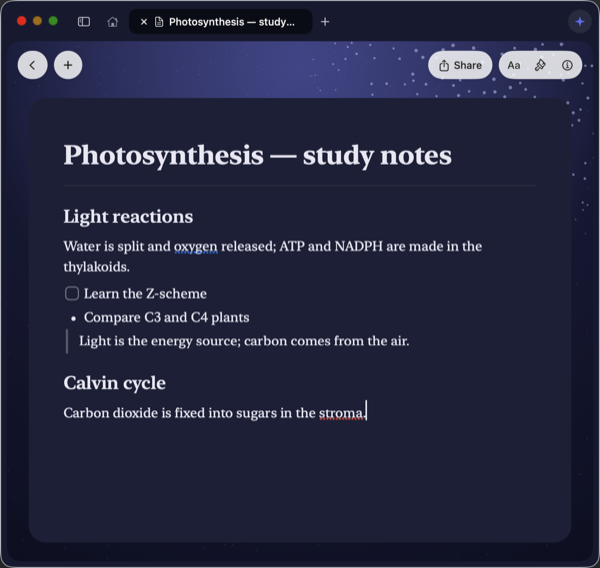 Photosynthesis — study...
Share
Aa
Photosynthesis — study notes
Light reactions
Water is split and oxygen released; ATP and NADPH are made in the
thylakoids.
Learn the Z-scheme
• Compare C3 and C4 plants
Light is the energy source; carbon comes from the air.
Calvin cycle
Carbon dioxide is fixed into sugars in the stroma.